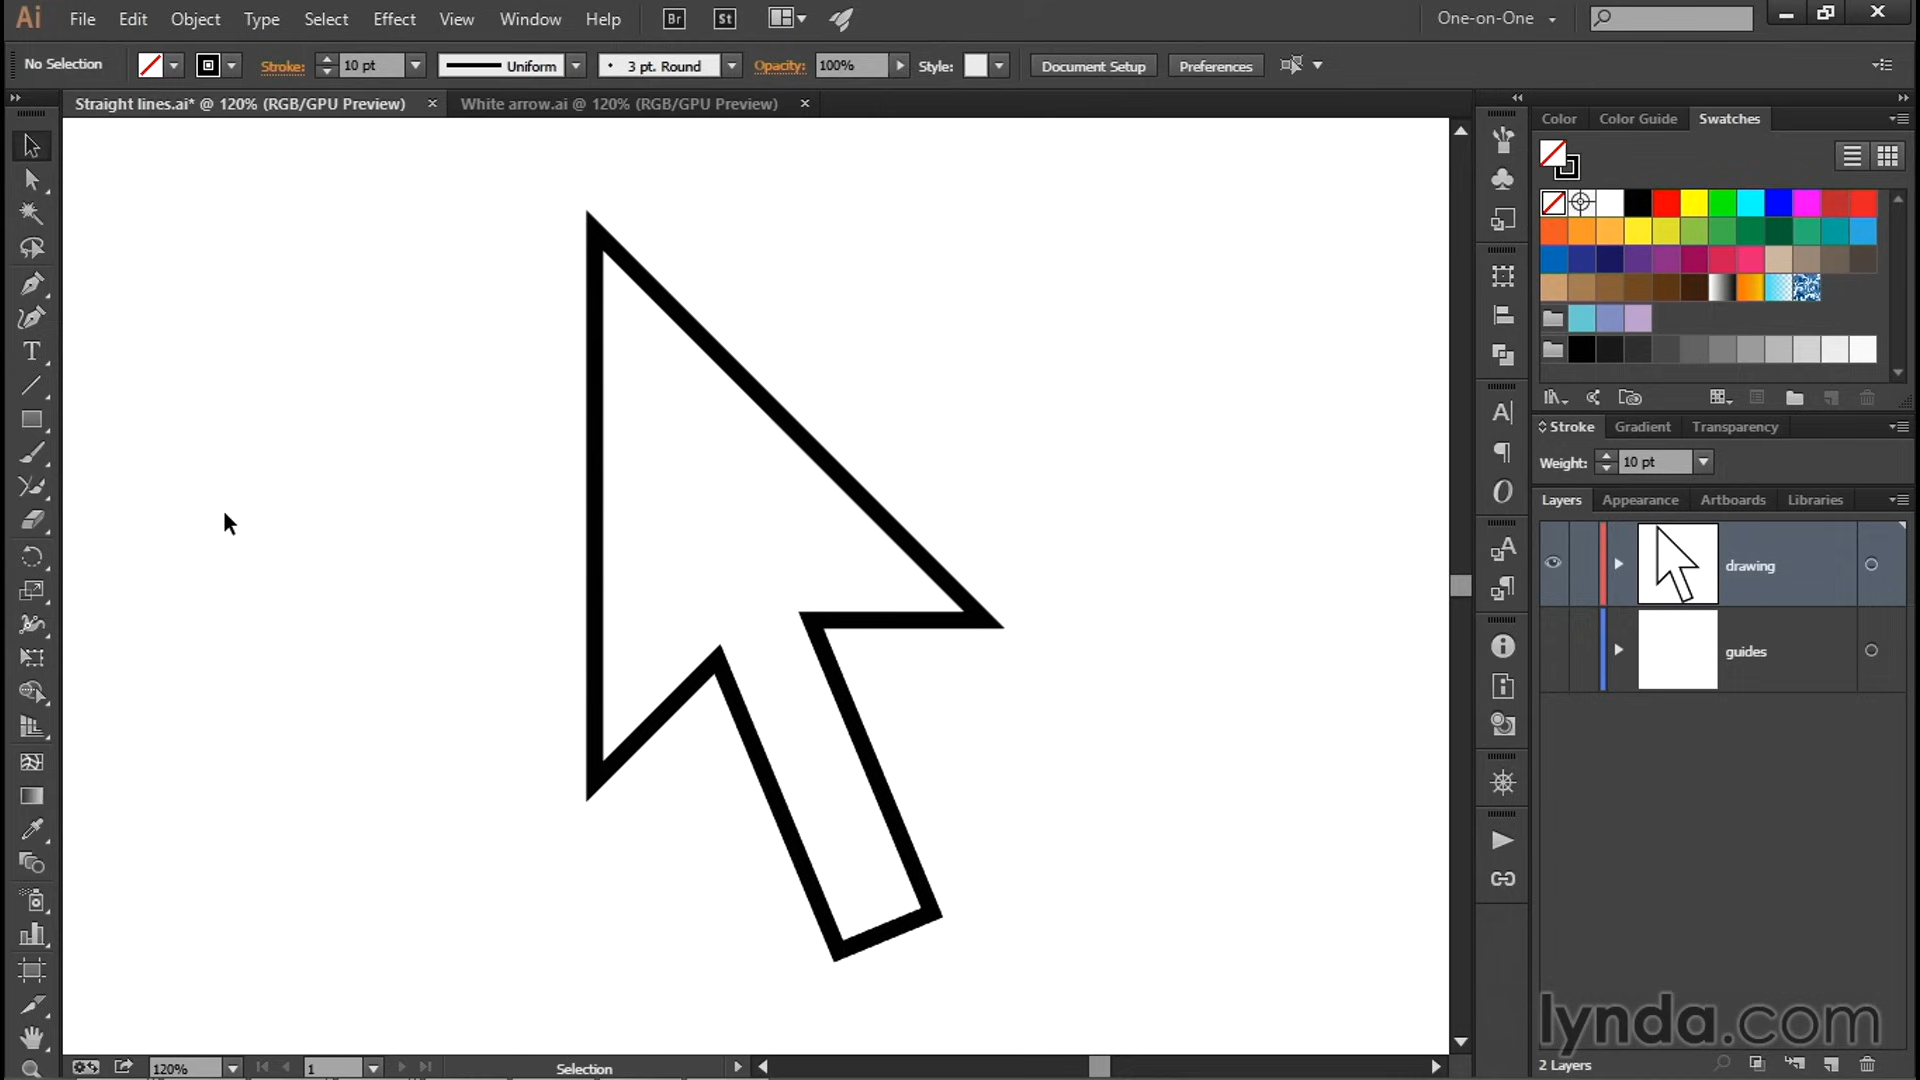 Ai File Edit Object Type Select Effect View Window Help Br St One-on-One
No Selection Stroke: 10 pt Uniform 3 pt. Round Opacity: 100% Style: Document Setup Preferences
Straight lines.ai* @ 120% (RGB/GPU Preview) × White arrow.ai @ 120% (RGB/GPU Preview) ×
Color Color Guide Swatches
Stroke Gradient Transparency
Weight: 10 pt
Layers Appearance Artboards Libraries
drawing
guides
lynda.com
120% 1 Selection 2 Layers